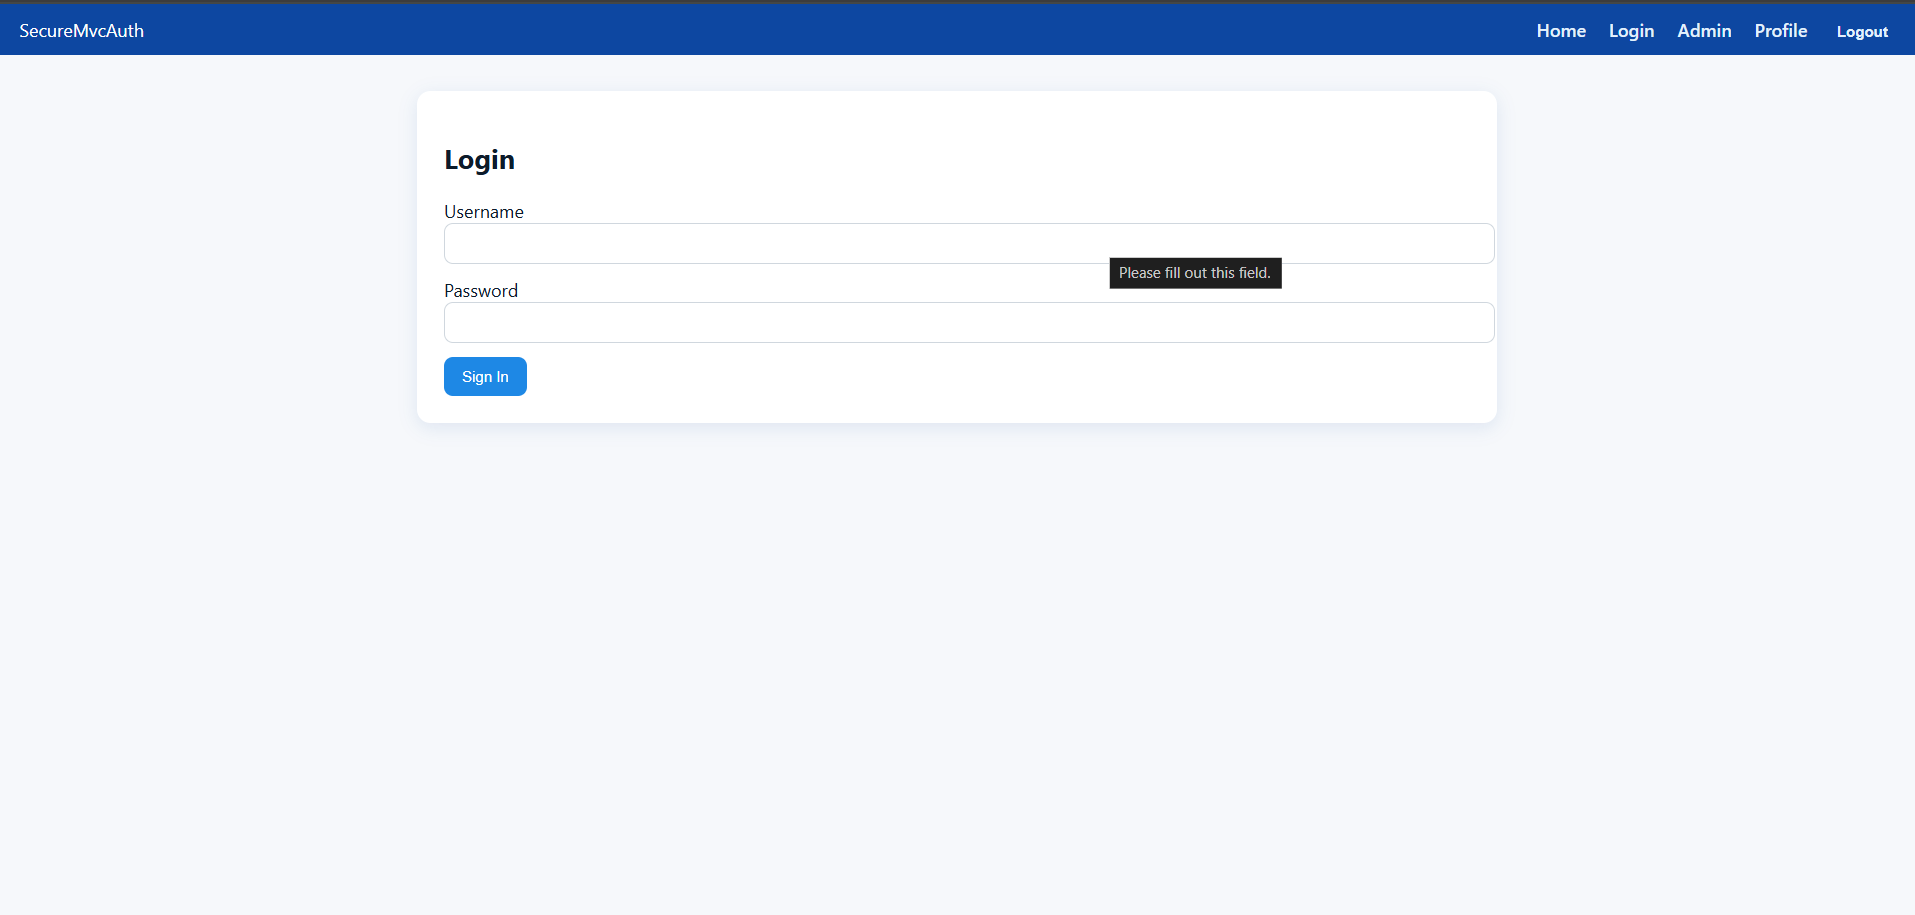 SecureMvcAuth Home Login Admin Profile Logout
Login
Username
Please fill out this field.
Password
Sign In